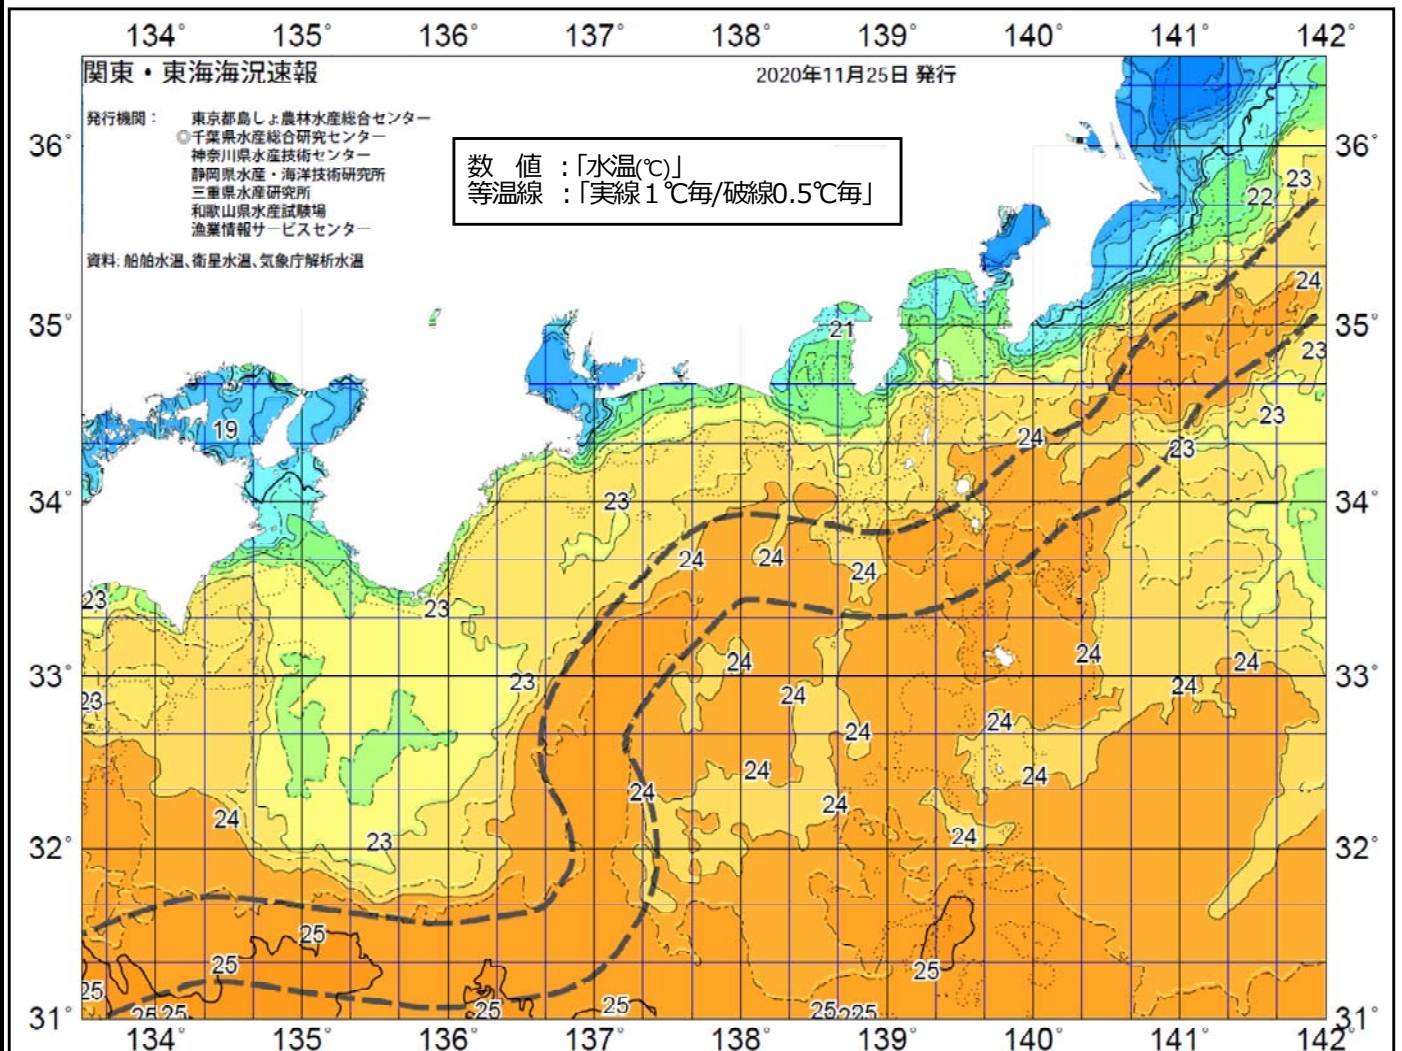 134° 135° 136° 137° 138° 139° 140° 141° 142°
関東・東海海況速報
2020年11月25日 発行
発行機関： 東京都島しょ農林水産総合センター
◎千葉県水産総合研究センター
神奈川県水産技術センター
静岡県水産・海洋技術研究所
三重県水産研究所
和歌山県水産試験場
漁業情報サービスセンター
資料: 船舶水温、衛星水温、気象庁解析水温
数 値 ：「水温(℃)」
等温線 ：「実線１℃毎/破線0.5℃毎」
36° 36°
23
22
24
35° 21 35°
23
23
19 24 23
34° 23 34°
24 24 24
23 23
24 24 24
33° 23 24 33°
23 24
24 24
24 24
24 24
24 23 24
32° 32°
25
25 25
25 25 25 25
31° 31°
134° 135° 136° 137° 138° 139° 140° 141° 142°